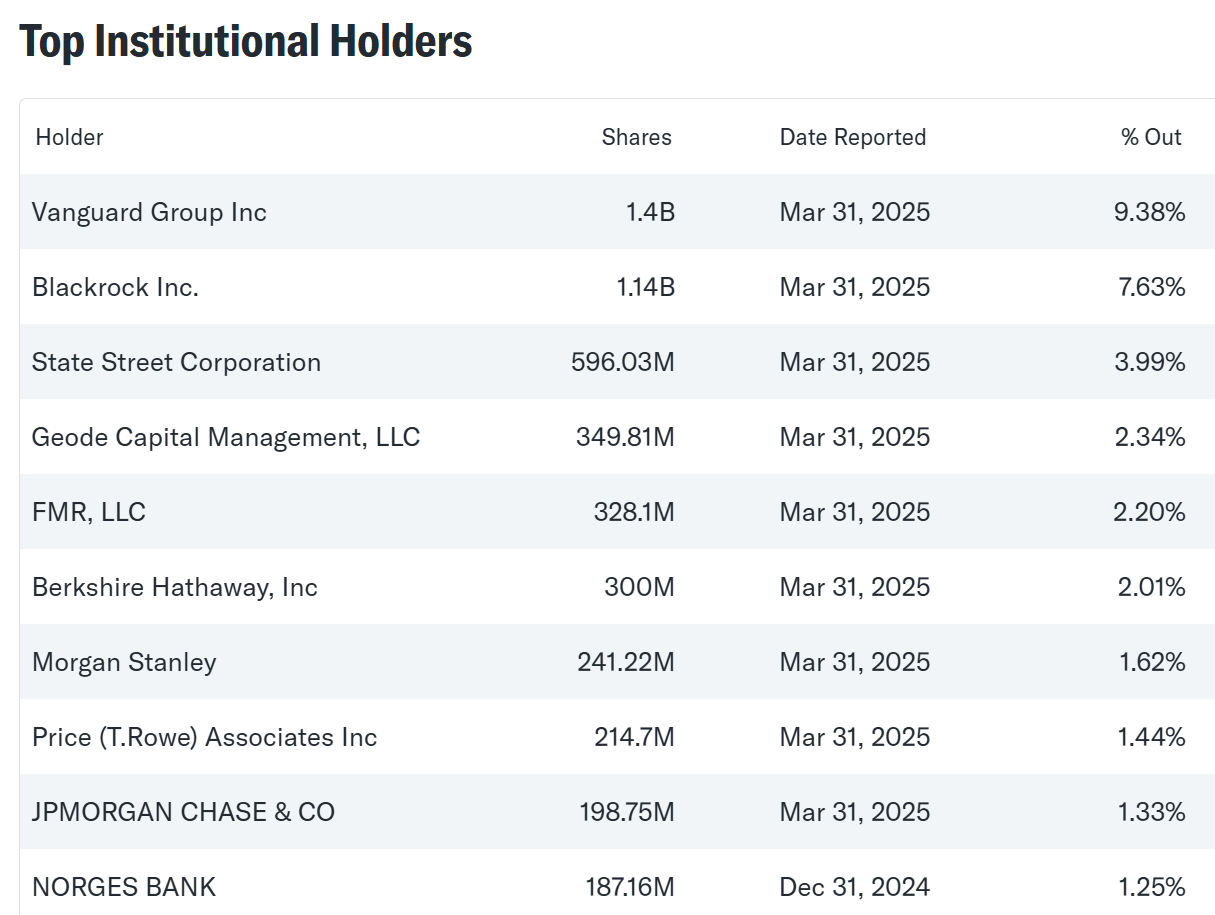 Top Institutional Holders
Holder Shares Date Reported % Out
Vanguard Group Inc 1.4B Mar 31, 2025 9.38%
Blackrock Inc. 1.14B Mar 31, 2025 7.63%
State Street Corporation 596.03M Mar 31, 2025 3.99%
Geode Capital Management, LLC 349.81M Mar 31, 2025 2.34%
FMR, LLC 328.1M Mar 31, 2025 2.20%
Berkshire Hathaway, Inc 300M Mar 31, 2025 2.01%
Morgan Stanley 241.22M Mar 31, 2025 1.62%
Price (T.Rowe) Associates Inc 214.7M Mar 31, 2025 1.44%
JPMORGAN CHASE & CO 198.75M Mar 31, 2025 1.33%
NORGES BANK 187.16M Dec 31, 2024 1.25%